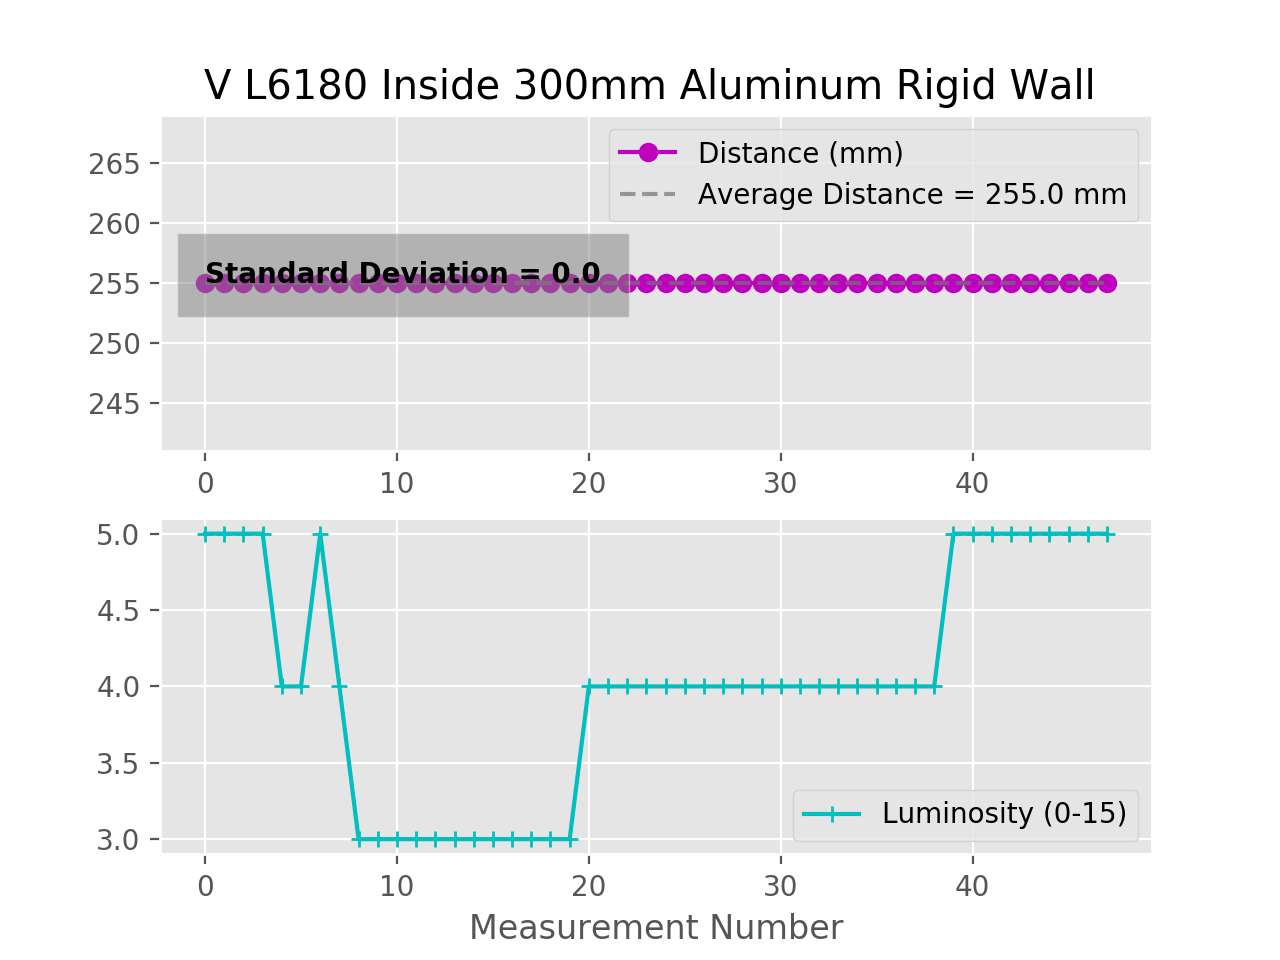 V L6180 Inside 300mm Aluminum Rigid Wall
265
260
255
250
245
Distance (mm)
Average Distance = 255.0 mm
Standard Deviation = 0.0
0 10 20 30 40
5.0
4.5
4.0
3.5
3.0
Luminosity (0-15)
0 10 20 30 40
Measurement Number